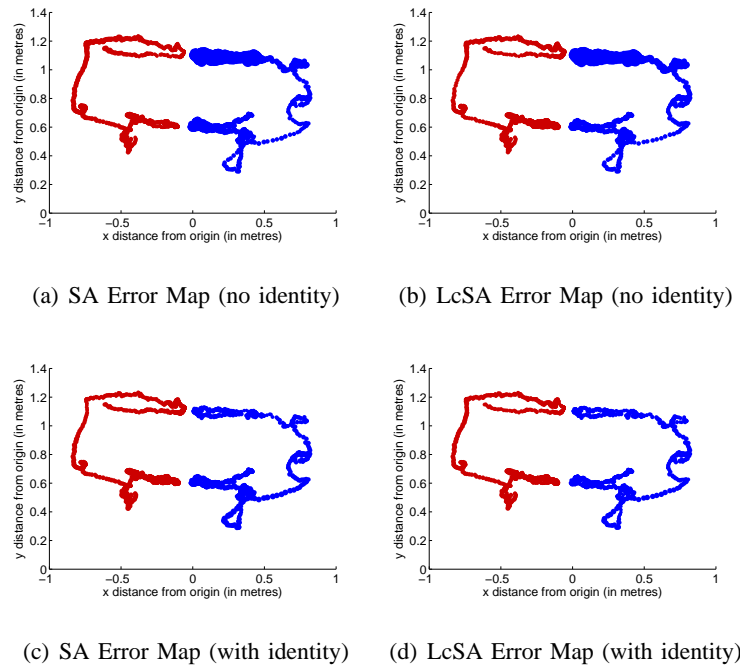 1.4
1.2
1
0.8
0.6
0.4
0.2
0
−1 −0.5 0 0.5 1
y distance from origin (in metres)
x distance from origin (in metres)
(a) SA Error Map (no identity)
1.4
1.2
1
0.8
0.6
0.4
0.2
0
−1 −0.5 0 0.5 1
y distance from origin (in metres)
x distance from origin (in metres)
(b) LcSA Error Map (no identity)
1.4
1.2
1
0.8
0.6
0.4
0.2
0
−1 −0.5 0 0.5 1
y distance from origin (in metres)
x distance from origin (in metres)
(c) SA Error Map (with identity)
1.4
1.2
1
0.8
0.6
0.4
0.2
0
−1 −0.5 0 0.5 1
y distance from origin (in metres)
x distance from origin (in metres)
(d) LcSA Error Map (with identity)